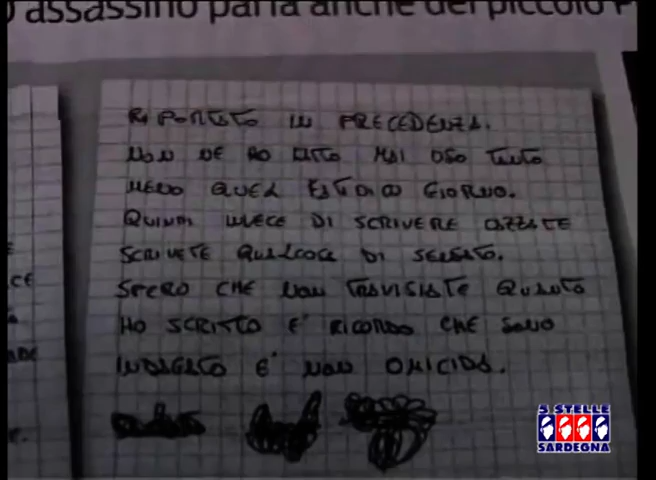 assassino parla anche del piccolo
RIPORTATO IN PRECEDENZA.
NON NE HO FATTO MAI USO TANTO
MENO QUEL FATIDICO GIORNO.
QUINDI INVECE DI SCRIVERE CAZZATE
SCRIVETE QUALCOSA DI SENSATO.
SPERO CHE NON TRAVISIATE QUANTO
HO SCRITTO E' RICORDO CHE SONO
INDAGATO E' NON OMICIDA.
5 STELLE
SARDEGNA